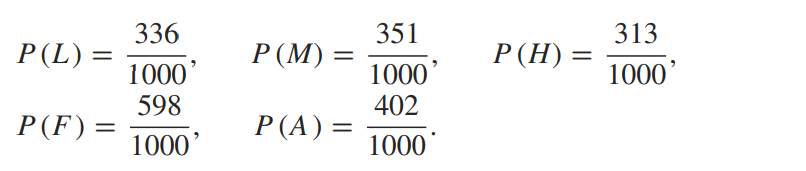 P(L) = 336/1000, P(M) = 351/1000, P(H) = 313/1000,
P(F) = 598/1000, P(A) = 402/1000.